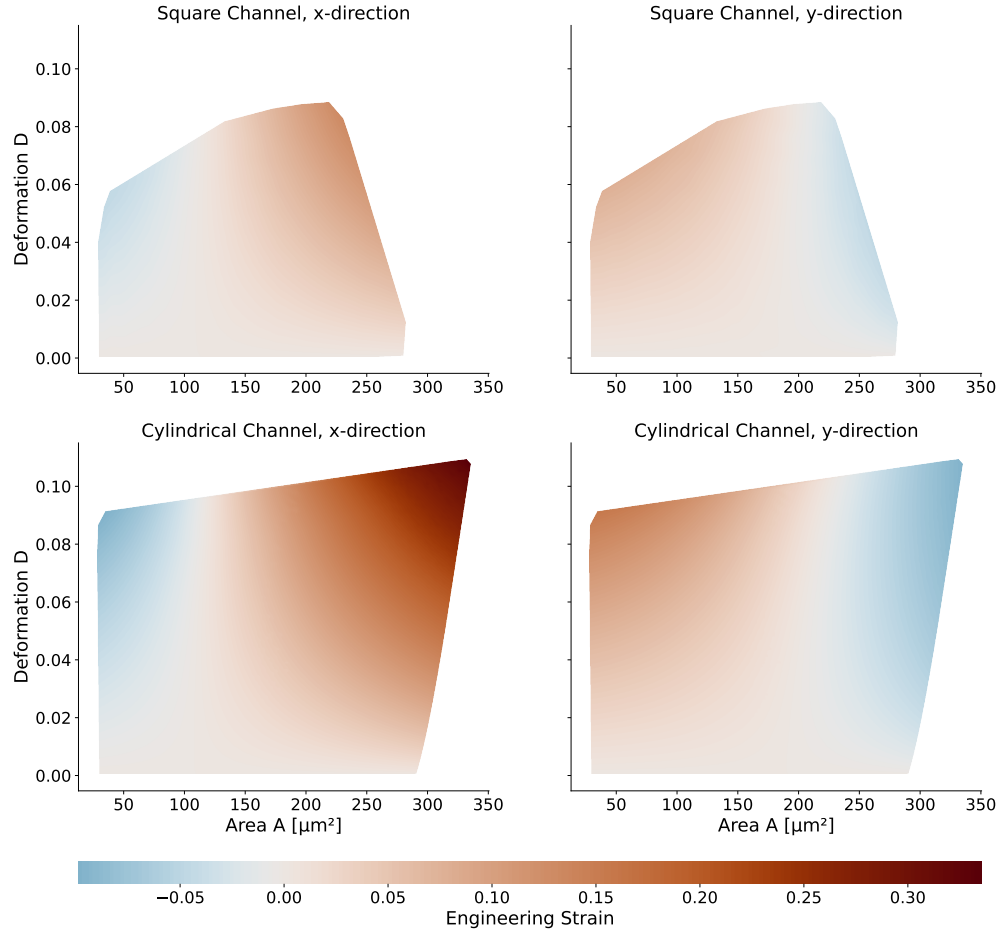 Square Channel, x-direction
Square Channel, y-direction
Deformation D
0.10
0.08
0.06
0.04
0.02
0.00
50 100 150 200 250 300 350
50 100 150 200 250 300 350
Cylindrical Channel, x-direction
Cylindrical Channel, y-direction
Deformation D
0.10
0.08
0.06
0.04
0.02
0.00
50 100 150 200 250 300 350
50 100 150 200 250 300 350
Area A [μm²]
Area A [μm²]
−0.05 0.00 0.05 0.10 0.15 0.20 0.25 0.30
Engineering Strain